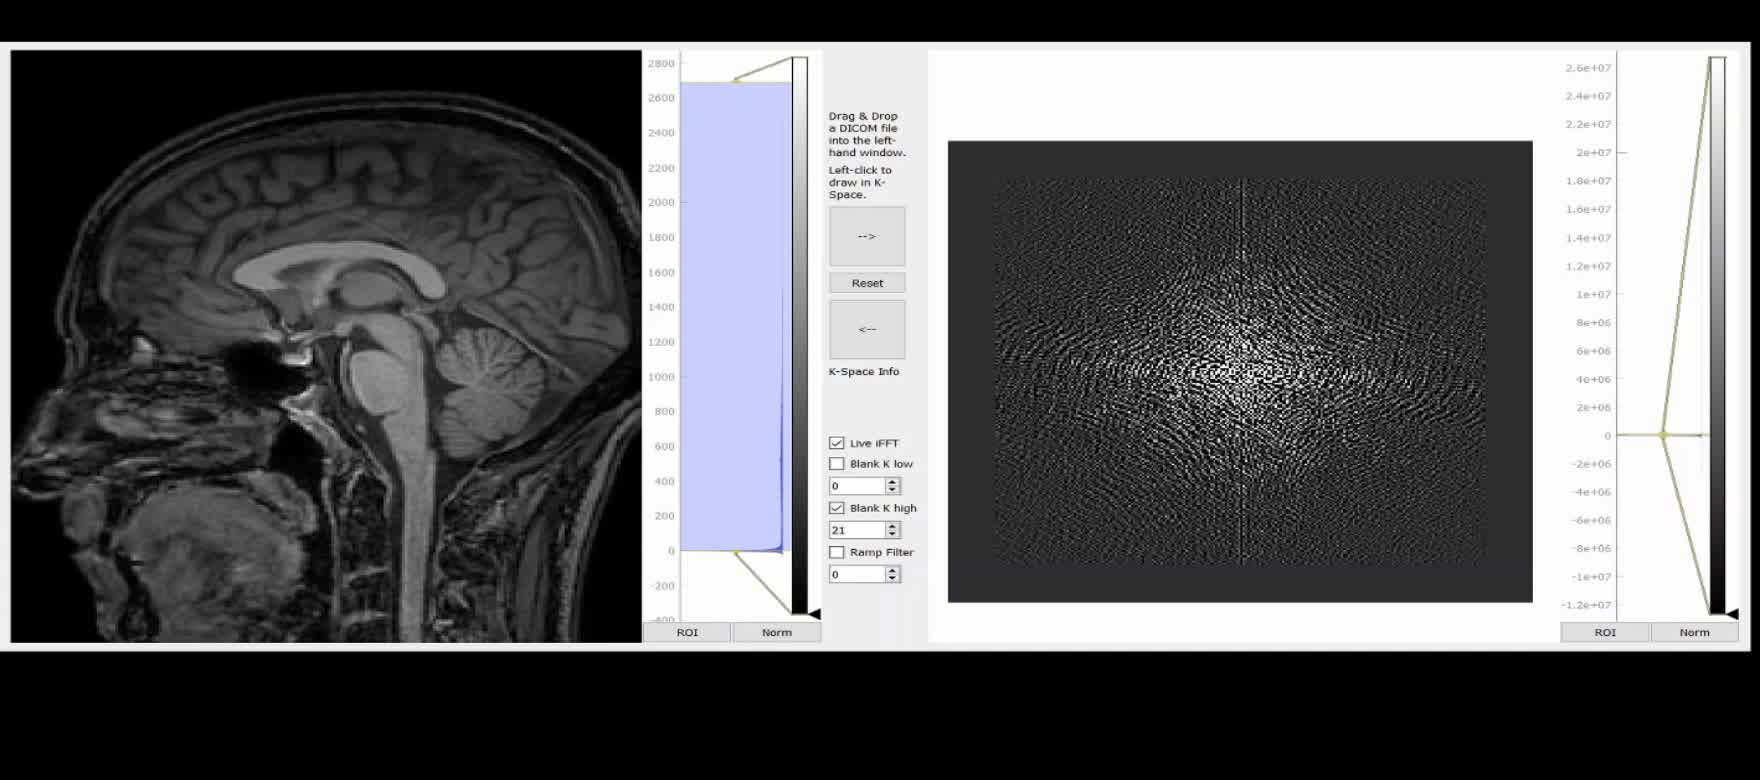 2800
2600
2400
2200
2000
1800
1600
1400
1200
1000
800
600
400
200
0
-200
-400
ROI
Norm
Drag & Drop
a DICOM file
into the left-
hand window.
Left-click to
draw in K-
Space.
-->
Reset
<--
K-Space Info
Live iFFT
Blank K low
0
Blank K high
21
Ramp Filter
0
2.6e+07
2.4e+07
2.2e+07
2e+07
1.8e+07
1.6e+07
1.4e+07
1.2e+07
1e+07
8e+06
6e+06
4e+06
2e+06
0
-2e+06
-4e+06
-6e+06
-8e+06
-1e+07
-1.2e+07
ROI
Norm